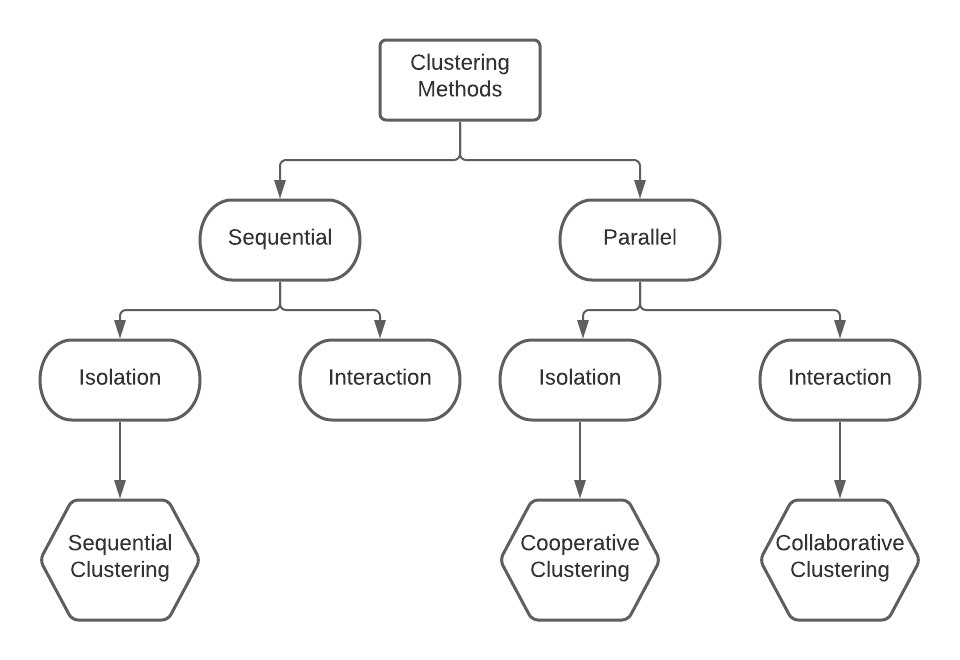 Clustering
Methods
Sequential
Parallel
Isolation
Interaction
Isolation
Interaction
Sequential
Clustering
Cooperative
Clustering
Collaborative
Clustering